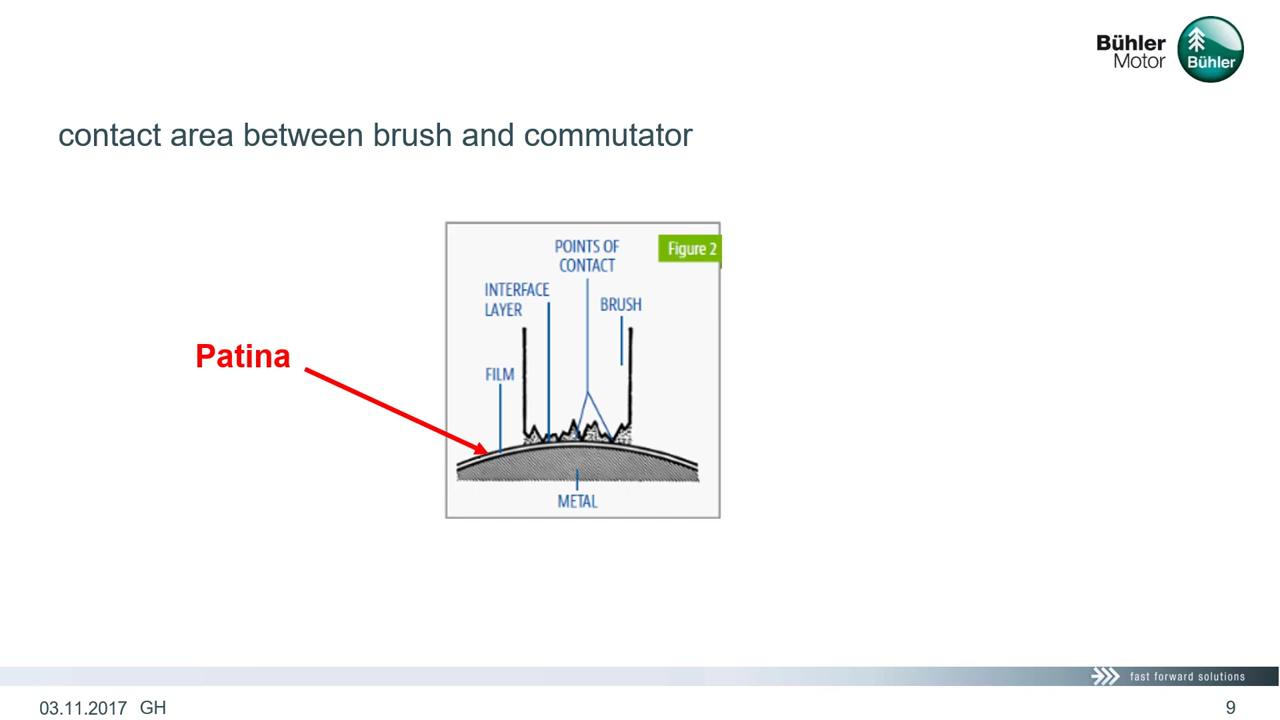 Bühler
Motor
Bühler
contact area between brush and commutator
POINTS OF
CONTACT
Figure 2
INTERFACE
LAYER
BRUSH
Patina
FILM
METAL
fast forward solutions
03.11.2017 GH
9